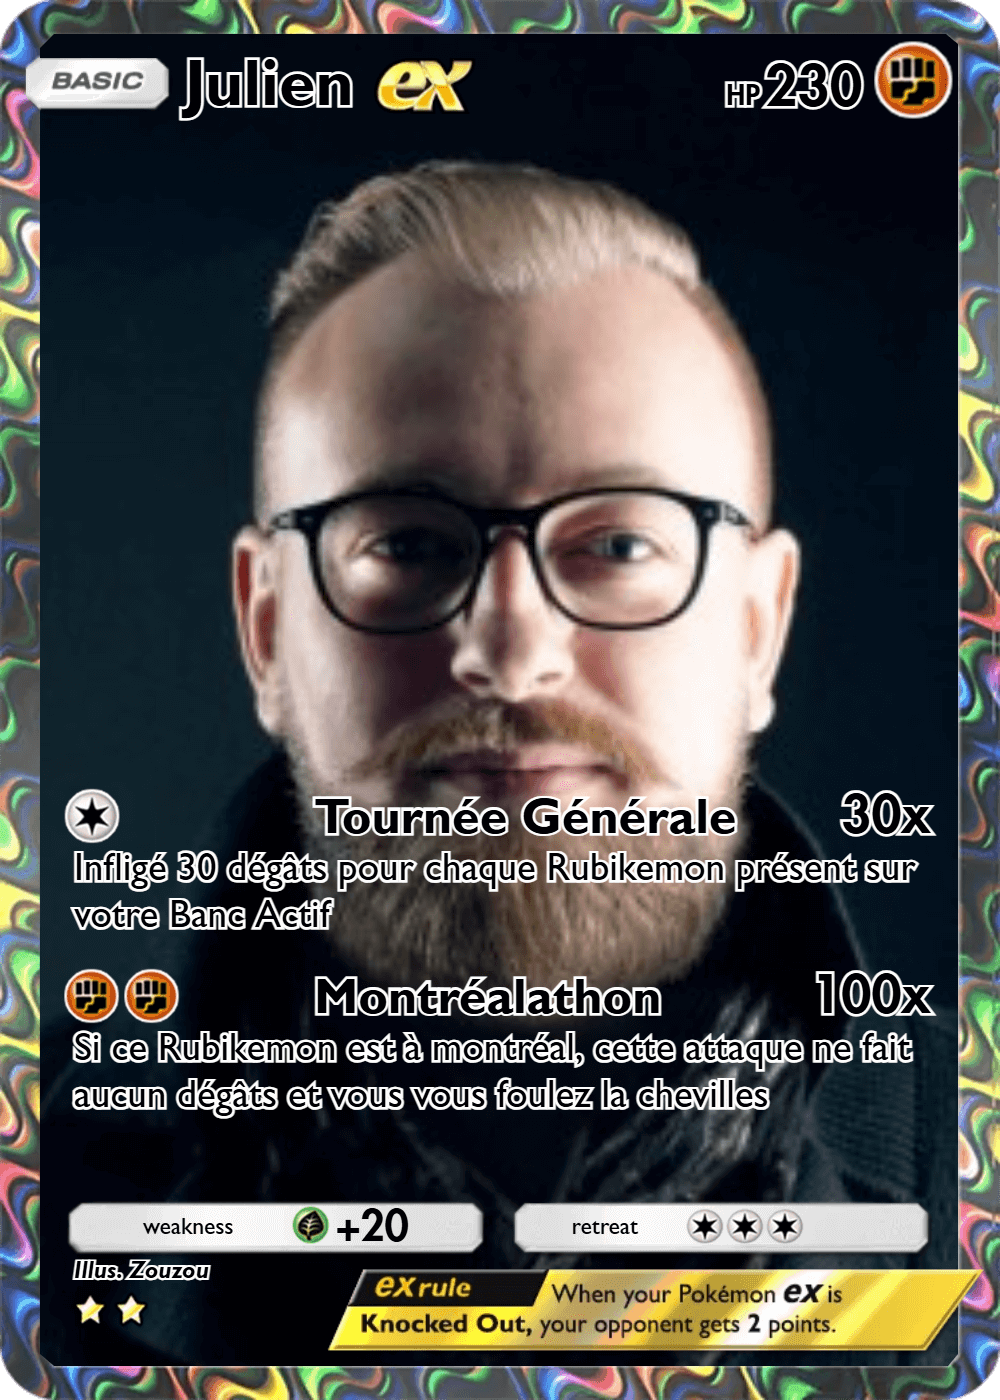 BASIC Julien ex HP 230
Tournée Générale 30x
Infligé 30 dégâts pour chaque Rubikemon présent sur
votre Banc Actif
Montréalathon 100x
Si ce Rubikemon est à montréal, cette attaque ne fait
aucun dégâts et vous vous foulez la chevilles
weakness +20 retreat
Illus. Zouzou
ex rule When your Pokémon ex is
Knocked Out, your opponent gets 2 points.